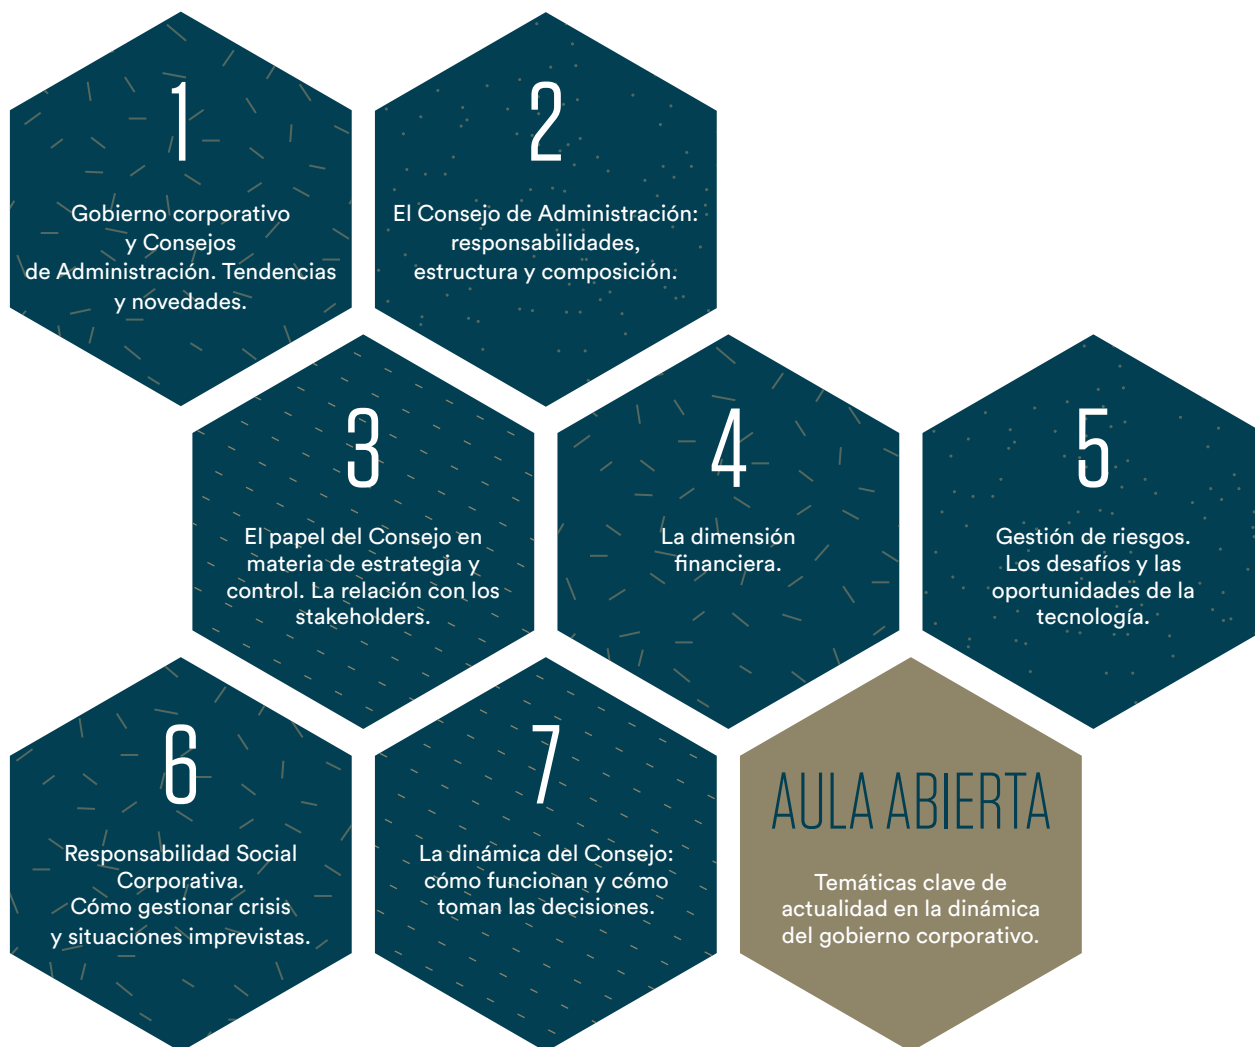 1
Gobierno corporativo
y Consejos
de Administración. Tendencias
y novedades.
2
El Consejo de Administración:
responsabilidades,
estructura y composición.
3
El papel del Consejo en
materia de estrategia y
control. La relación con los
stakeholders.
4
La dimensión
financiera.
5
Gestión de riesgos.
Los desafíos y las
oportunidades de la
tecnología.
6
Responsabilidad Social
Corporativa.
Cómo gestionar crisis
y situaciones imprevistas.
7
La dinámica del Consejo:
cómo funcionan y cómo
toman las decisiones.
AULA ABIERTA
Temáticas clave de
actualidad en la dinámica
del gobierno corporativo.